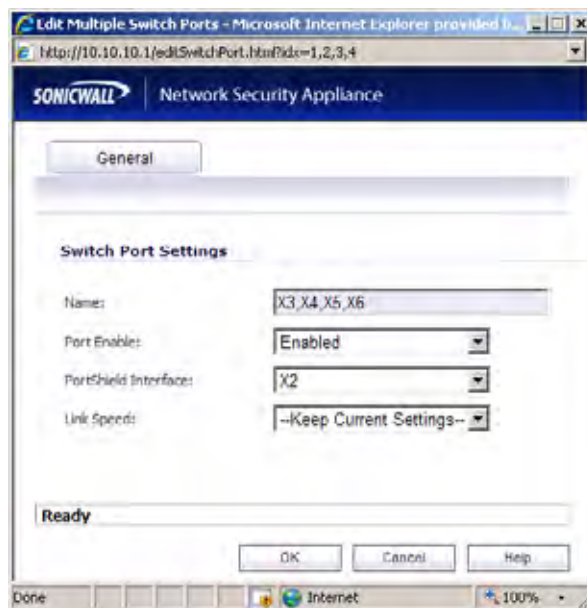 Edit Multiple Switch Ports - Microsoft Internet Explorer provided b...
http://10.10.10.1/editSwitchPort.html?idx=1,2,3,4
SONICWALL Network Security Appliance
General
Switch Port Settings
Name: X3,X4,X5,X6
Port Enable: Enabled
PortShield Interface: X2
Link Speed: --Keep Current Settings--
Ready
OK Cancel Help
Done Internet 100%